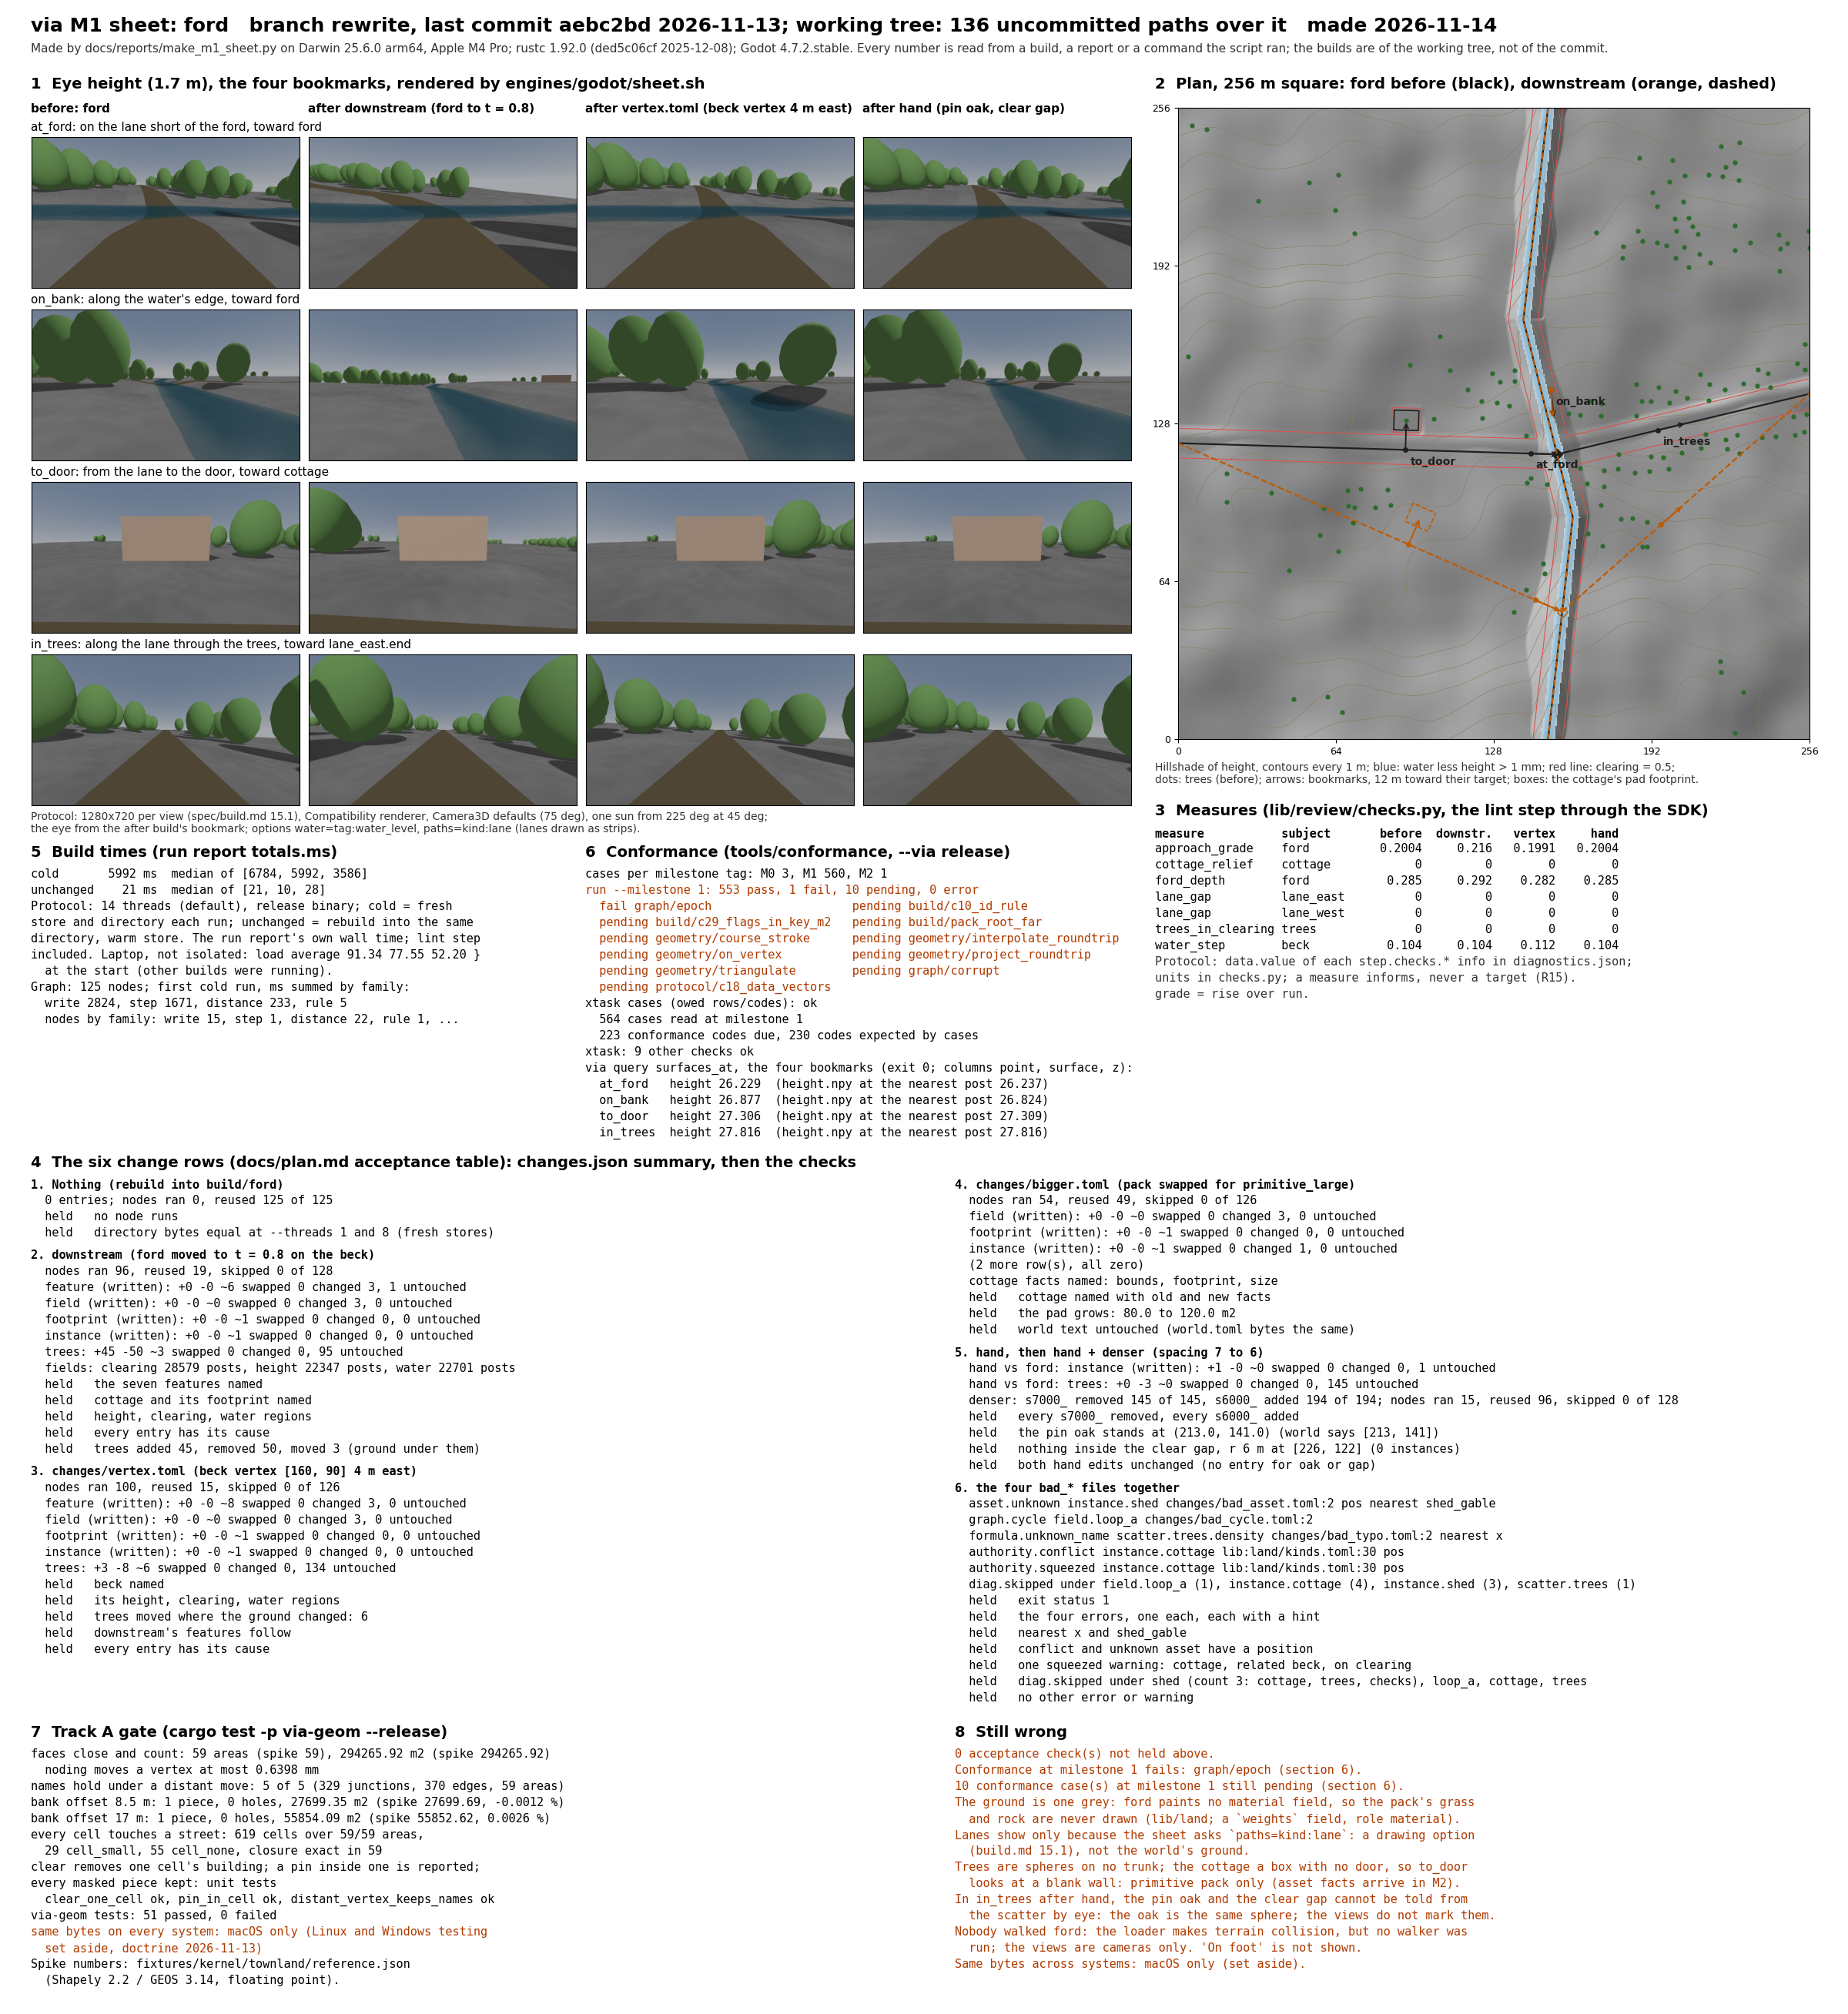 via M1 sheet: ford   branch rewrite, last commit aebc2bd 2026-11-13; working tree: 136 uncommitted paths over it   made 2026-11-14
Made by docs/reports/make_m1_sheet.py on Darwin 25.6.0 arm64, Apple M4 Pro; rustc 1.92.0 (ded5c06cf 2025-12-08); Godot 4.7.2.stable. Every number is read from a build, a report or a command the script ran; the builds are of the working tree, not of the commit.
1  Eye height (1.7 m), the four bookmarks, rendered by engines/godot/sheet.sh
before: ford   after downstream (ford to t = 0.8)   after vertex.toml (beck vertex 4 m east)   after hand (pin oak, clear gap)
at_ford: on the lane short of the ford, toward ford
on_bank: along the water's edge, toward ford
to_door: from the lane to the door, toward cottage
in_trees: along the lane through the trees, toward lane_east.end
Protocol: 1280x720 per view (spec/build.md 15.1), Compatibility renderer, Camera3D defaults (75 deg), one sun from 225 deg at 45 deg;
the eye from the after build's bookmark; options water=tag:water_level, paths=kind:lane (lanes drawn as strips).
2  Plan, 256 m square: ford before (black), downstream (orange, dashed)
256
192
128
64
0
0   64   128   192   256
on_bank
in_trees
to_door
at_ford
Hillshade of height, contours every 1 m; blue: water less height > 1 mm; red line: clearing = 0.5;
dots: trees (before); arrows: bookmarks, 12 m toward their target; boxes: the cottage's pad footprint.
3  Measures (lib/review/checks.py, the lint step through the SDK)
measure           subject       before  downstr.   vertex     hand
approach_grade    ford          0.2004     0.216   0.1991   0.2004
cottage_relief    cottage            0         0        0        0
ford_depth        ford           0.285     0.292    0.282    0.285
lane_gap          lane_east          0         0        0        0
lane_gap          lane_west          0         0        0        0
trees_in_clearing trees              0         0        0        0
water_step        beck           0.104     0.104    0.112    0.104
Protocol: data.value of each step.checks.* info in diagnostics.json;
units in checks.py; a measure informs, never a target (R15).
grade = rise over run.
5  Build times (run report totals.ms)
cold       5992 ms  median of [6784, 5992, 3586]
unchanged    21 ms  median of [21, 10, 28]
Protocol: 14 threads (default), release binary; cold = fresh
store and directory each run; unchanged = rebuild into the same
directory, warm store. The run report's own wall time; lint step
included. Laptop, not isolated: load average 91.34 77.55 52.20 }
at the start (other builds were running).
Graph: 125 nodes; first cold run, ms summed by family:
write 2824, step 1671, distance 233, rule 5
nodes by family: write 15, step 1, distance 22, rule 1, ...
6  Conformance (tools/conformance, --via release)
cases per milestone tag: M0 3, M1 560, M2 1
run --milestone 1: 553 pass, 1 fail, 10 pending, 0 error
fail graph/epoch                    pending build/c10_id_rule
pending build/c29_flags_in_key_m2   pending build/pack_root_far
pending geometry/course_stroke      pending geometry/interpolate_roundtrip
pending geometry/on_vertex          pending geometry/project_roundtrip
pending geometry/triangulate        pending graph/corrupt
pending protocol/c18_data_vectors
xtask cases (owed rows/codes): ok
564 cases read at milestone 1
223 conformance codes due, 230 codes expected by cases
xtask: 9 other checks ok
via query surfaces_at, the four bookmarks (exit 0; columns point, surface, z):
at_ford   height 26.229  (height.npy at the nearest post 26.237)
on_bank   height 26.877  (height.npy at the nearest post 26.824)
to_door   height 27.306  (height.npy at the nearest post 27.309)
in_trees  height 27.816  (height.npy at the nearest post 27.816)
4  The six change rows (docs/plan.md acceptance table): changes.json summary, then the checks
1. Nothing (rebuild into build/ford)
0 entries; nodes ran 0, reused 125 of 125
held   no node runs
held   directory bytes equal at --threads 1 and 8 (fresh stores)
2. downstream (ford moved to t = 0.8 on the beck)
nodes ran 96, reused 19, skipped 0 of 128
feature (written): +0 -0 ~6 swapped 0 changed 3, 1 untouched
field (written): +0 -0 ~0 swapped 0 changed 3, 0 untouched
footprint (written): +0 -0 ~1 swapped 0 changed 0, 0 untouched
instance (written): +0 -0 ~1 swapped 0 changed 0, 0 untouched
trees: +45 -50 ~3 swapped 0 changed 0, 95 untouched
fields: clearing 28579 posts, height 22347 posts, water 22701 posts
held   the seven features named
held   cottage and its footprint named
held   height, clearing, water regions
held   every entry has its cause
held   trees added 45, removed 50, moved 3 (ground under them)
3. changes/vertex.toml (beck vertex [160, 90] 4 m east)
nodes ran 100, reused 15, skipped 0 of 126
feature (written): +0 -0 ~8 swapped 0 changed 3, 0 untouched
field (written): +0 -0 ~0 swapped 0 changed 3, 0 untouched
footprint (written): +0 -0 ~1 swapped 0 changed 0, 0 untouched
instance (written): +0 -0 ~1 swapped 0 changed 0, 0 untouched
trees: +3 -8 ~6 swapped 0 changed 0, 134 untouched
held   beck named
held   its height, clearing, water regions
held   trees moved where the ground changed: 6
held   downstream's features follow
held   every entry has its cause
4. changes/bigger.toml (pack swapped for primitive_large)
nodes ran 54, reused 49, skipped 0 of 126
field (written): +0 -0 ~0 swapped 0 changed 3, 0 untouched
footprint (written): +0 -0 ~1 swapped 0 changed 0, 0 untouched
instance (written): +0 -0 ~1 swapped 0 changed 1, 0 untouched
(2 more row(s), all zero)
cottage facts named: bounds, footprint, size
held   cottage named with old and new facts
held   the pad grows: 80.0 to 120.0 m2
held   world text untouched (world.toml bytes the same)
5. hand, then hand + denser (spacing 7 to 6)
hand vs ford: instance (written): +1 -0 ~0 swapped 0 changed 0, 1 untouched
hand vs ford: trees: +0 -3 ~0 swapped 0 changed 0, 145 untouched
denser: s7000_ removed 145 of 145, s6000_ added 194 of 194; nodes ran 15, reused 96, skipped 0 of 128
held   every s7000_ removed, every s6000_ added
held   the pin oak stands at (213.0, 141.0) (world says [213, 141])
held   nothing inside the clear gap, r 6 m at [226, 122] (0 instances)
held   both hand edits unchanged (no entry for oak or gap)
6. the four bad_* files together
asset.unknown instance.shed changes/bad_asset.toml:2 pos nearest shed_gable
graph.cycle field.loop_a changes/bad_cycle.toml:2
formula.unknown_name scatter.trees.density changes/bad_typo.toml:2 nearest x
authority.conflict instance.cottage lib:land/kinds.toml:30 pos
authority.squeezed instance.cottage lib:land/kinds.toml:30 pos
diag.skipped under field.loop_a (1), instance.cottage (4), instance.shed (3), scatter.trees (1)
held   exit status 1
held   the four errors, one each, each with a hint
held   nearest x and shed_gable
held   conflict and unknown asset have a position
held   one squeezed warning: cottage, related beck, on clearing
held   diag.skipped under shed (count 3: cottage, trees, checks), loop_a, cottage, trees
held   no other error or warning
7  Track A gate (cargo test -p via-geom --release)
faces close and count: 59 areas (spike 59), 294265.92 m2 (spike 294265.92)
noding moves a vertex at most 0.6398 mm
names hold under a distant move: 5 of 5 (329 junctions, 370 edges, 59 areas)
bank offset 8.5 m: 1 piece, 0 holes, 27699.35 m2 (spike 27699.69, -0.0012 %)
bank offset 17 m: 1 piece, 0 holes, 55854.09 m2 (spike 55852.62, 0.0026 %)
every cell touches a street: 619 cells over 59/59 areas,
29 cell_small, 55 cell_none, closure exact in 59
clear removes one cell's building; a pin inside one is reported;
every masked piece kept: unit tests
clear_one_cell ok, pin_in_cell ok, distant_vertex_keeps_names ok
via-geom tests: 51 passed, 0 failed
same bytes on every system: macOS only (Linux and Windows testing
set aside, doctrine 2026-11-13)
Spike numbers: fixtures/kernel/townland/reference.json
(Shapely 2.2 / GEOS 3.14, floating point).
8  Still wrong
0 acceptance check(s) not held above.
Conformance at milestone 1 fails: graph/epoch (section 6).
10 conformance case(s) at milestone 1 still pending (section 6).
The ground is one grey: ford paints no material field, so the pack's grass
and rock are never drawn (lib/land; a `weights` field, role material).
Lanes show only because the sheet asks `paths=kind:lane`: a drawing option
(build.md 15.1), not the world's ground.
Trees are spheres on no trunk; the cottage a box with no door, so to_door
looks at a blank wall: primitive pack only (asset facts arrive in M2).
In in_trees after hand, the pin oak and the clear gap cannot be told from
the scatter by eye: the oak is the same sphere; the views do not mark them.
Nobody walked ford: the loader makes terrain collision, but no walker was
run; the views are cameras only. 'On foot' is not shown.
Same bytes across systems: macOS only (set aside).